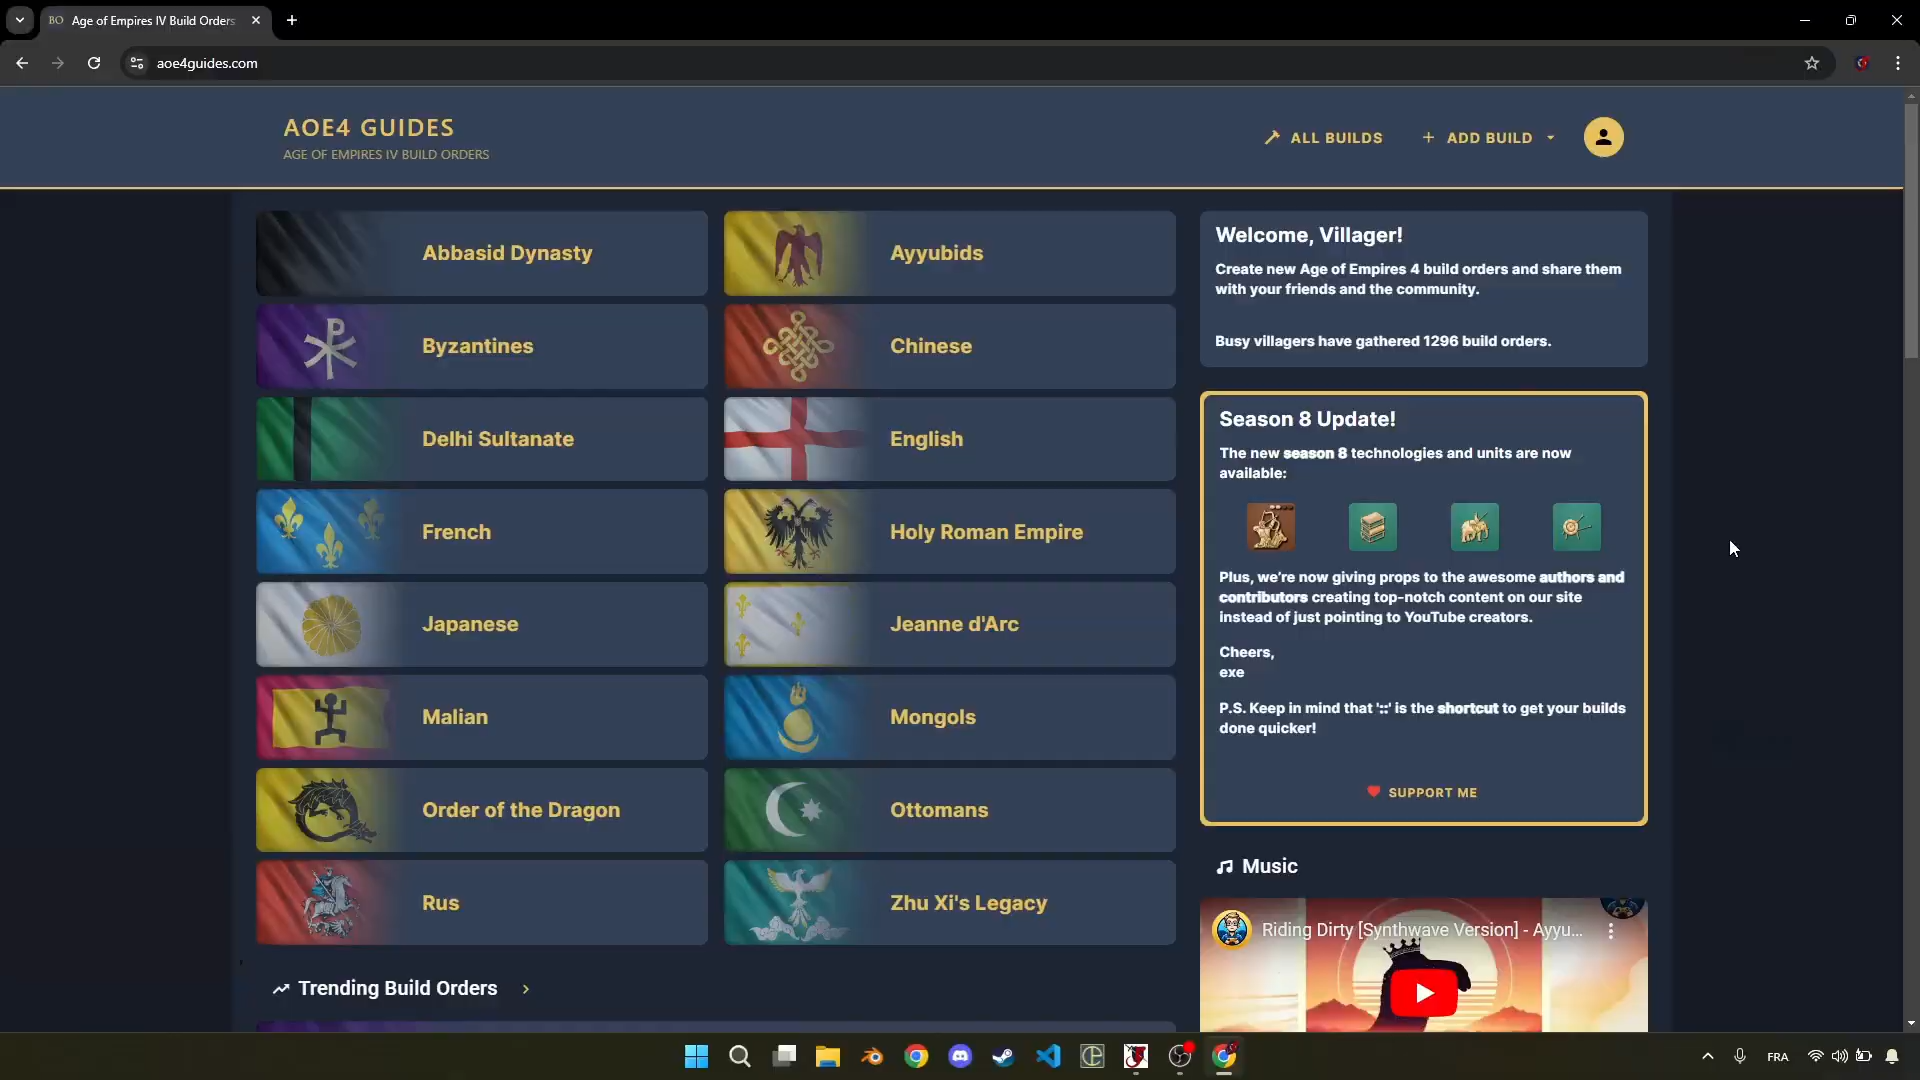 BO Age of Empires IV Build Orders
aoe4guides.com
AOE4 GUIDES
AGE OF EMPIRES IV BUILD ORDERS
ALL BUILDS
ADD BUILD
Abbasid Dynasty
Ayyubids
Byzantines
Chinese
Delhi Sultanate
English
French
Holy Roman Empire
Japanese
Jeanne d'Arc
Malian
Mongols
Order of the Dragon
Ottomans
Rus
Zhu Xi's Legacy
Trending Build Orders
Welcome, Villager!
Create new Age of Empires 4 build orders and share them
with your friends and the community.
Busy villagers have gathered 1296 build orders.
Season 8 Update!
The new season 8 technologies and units are now
available:
Plus, we're now giving props to the awesome authors and
contributors creating top-notch content on our site
instead of just pointing to YouTube creators.
Cheers,
exe
P.S. Keep in mind that '::' is the shortcut to get your builds
done quicker!
SUPPORT ME
Music
Riding Dirty [Synthwave Version] - Ayyu...
FRA